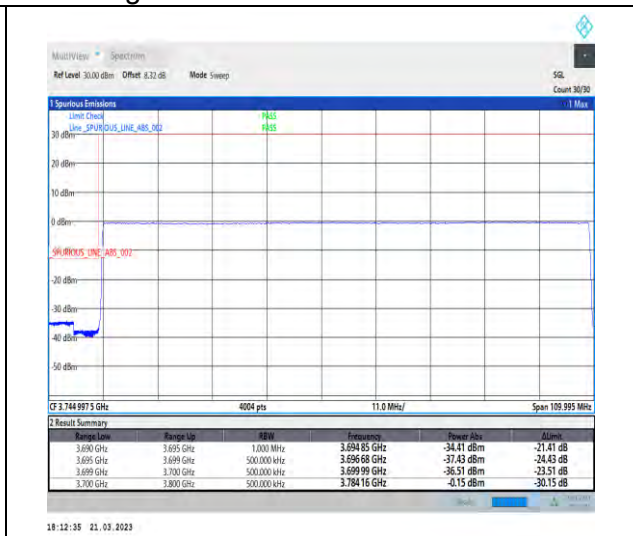 MultiView Spectrum
Ref Level 30.00 dBm Offset 8.32 dB Mode Sweep SGL
Count 30/30
1 Spurious Emissions 1 Max
Limit Check PASS
Line _SPURIOUS_LINE_ABS_002 PASS
30 dBm
20 dBm
10 dBm
0 dBm
_SPURIOUS_LINE_ABS_002
-20 dBm
-30 dBm
-40 dBm
-50 dBm
CF 3.744 997 5 GHz 4004 pts 11.0 MHz/ Span 109.995 MHz
2 Result Summary
Range Low Range Up RBW Frequency Power Abs ΔLimit
3.690 GHz 3.695 GHz 1.000 MHz 3.694 85 GHz -34.41 dBm -21.41 dB
3.695 GHz 3.699 GHz 500.000 kHz 3.696 68 GHz -37.43 dBm -24.43 dB
3.699 GHz 3.700 GHz 500.000 kHz 3.699 99 GHz -36.51 dBm -23.51 dB
3.700 GHz 3.800 GHz 500.000 kHz 3.784 16 GHz -0.15 dBm -30.15 dB
18:12:35 21.03.2023